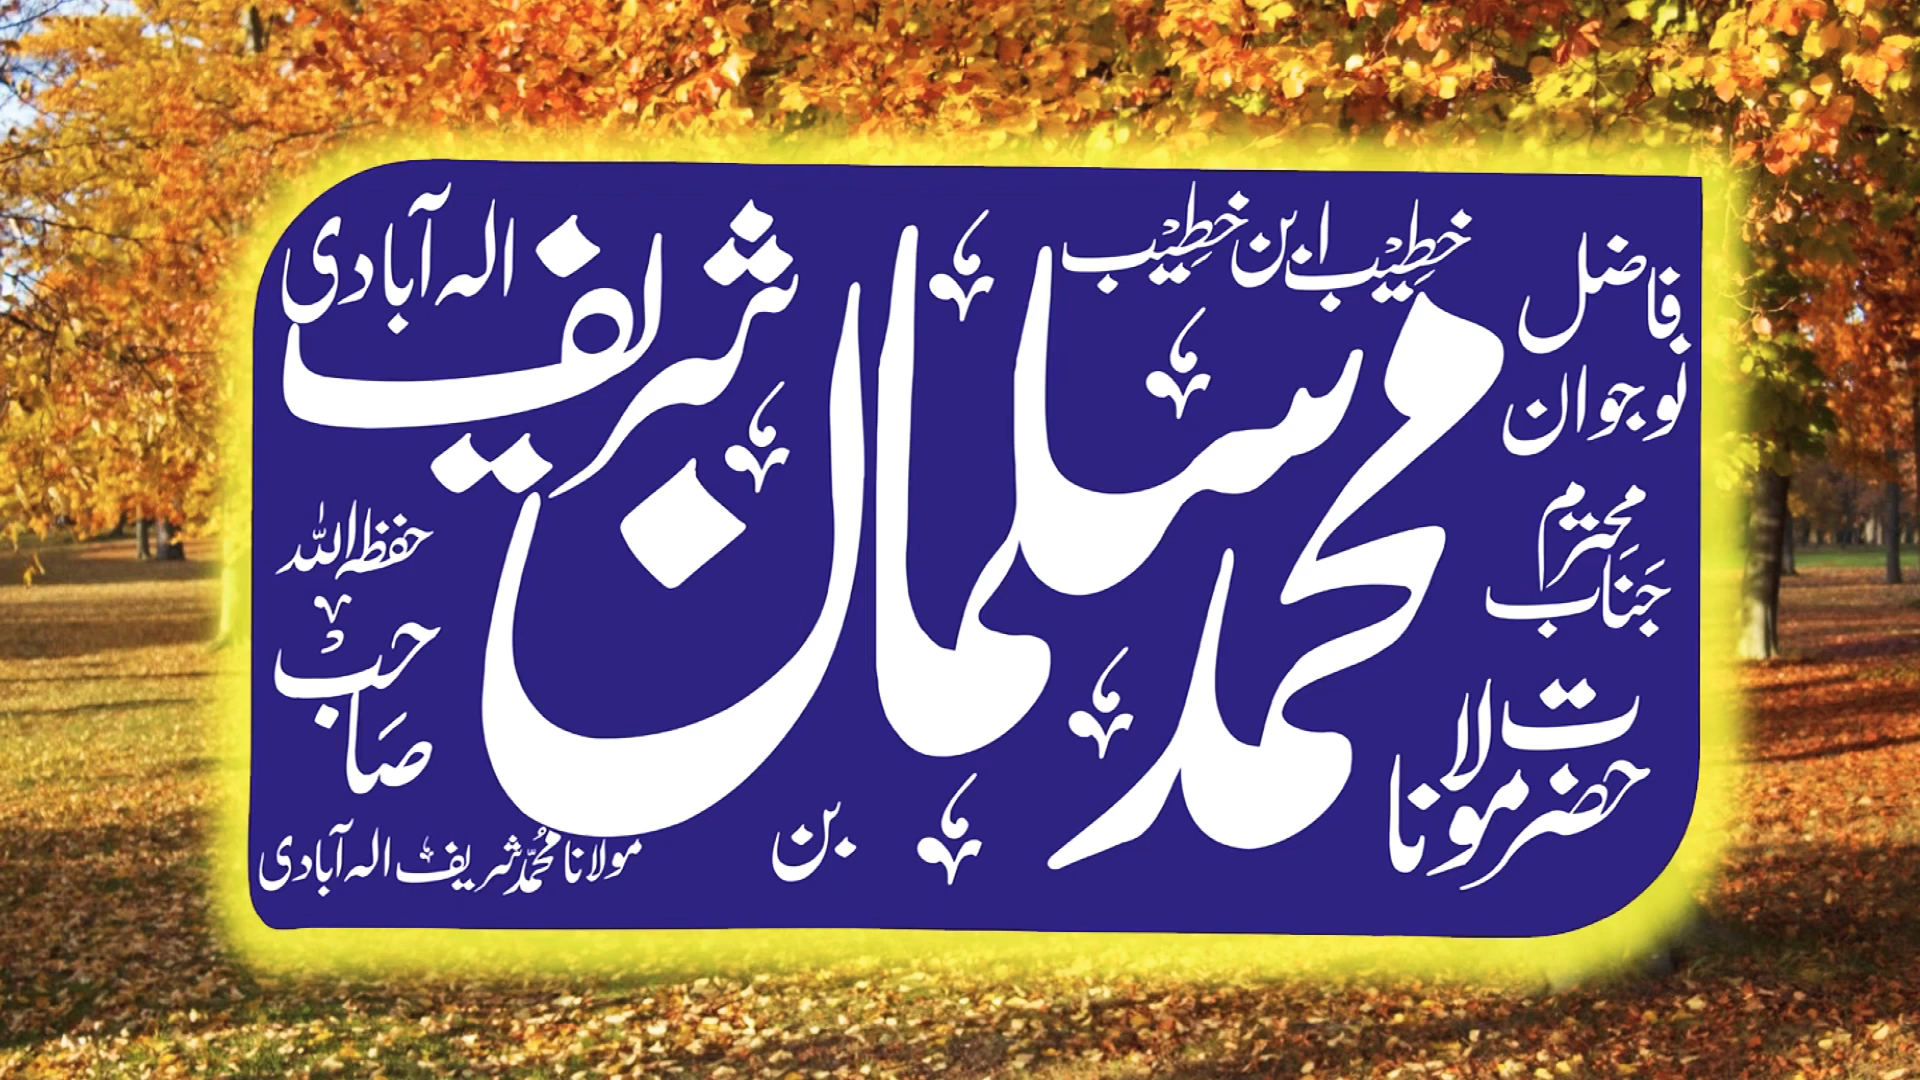 خطیب ابن خطیب
فاضل
نوجوان
محترم
جناب
حضرت
مولانا
محمد سلمان شریف الہ آبادی
حفظہ اللہ
صاحب
بن
مولانا محمد شریف الہ آبادی